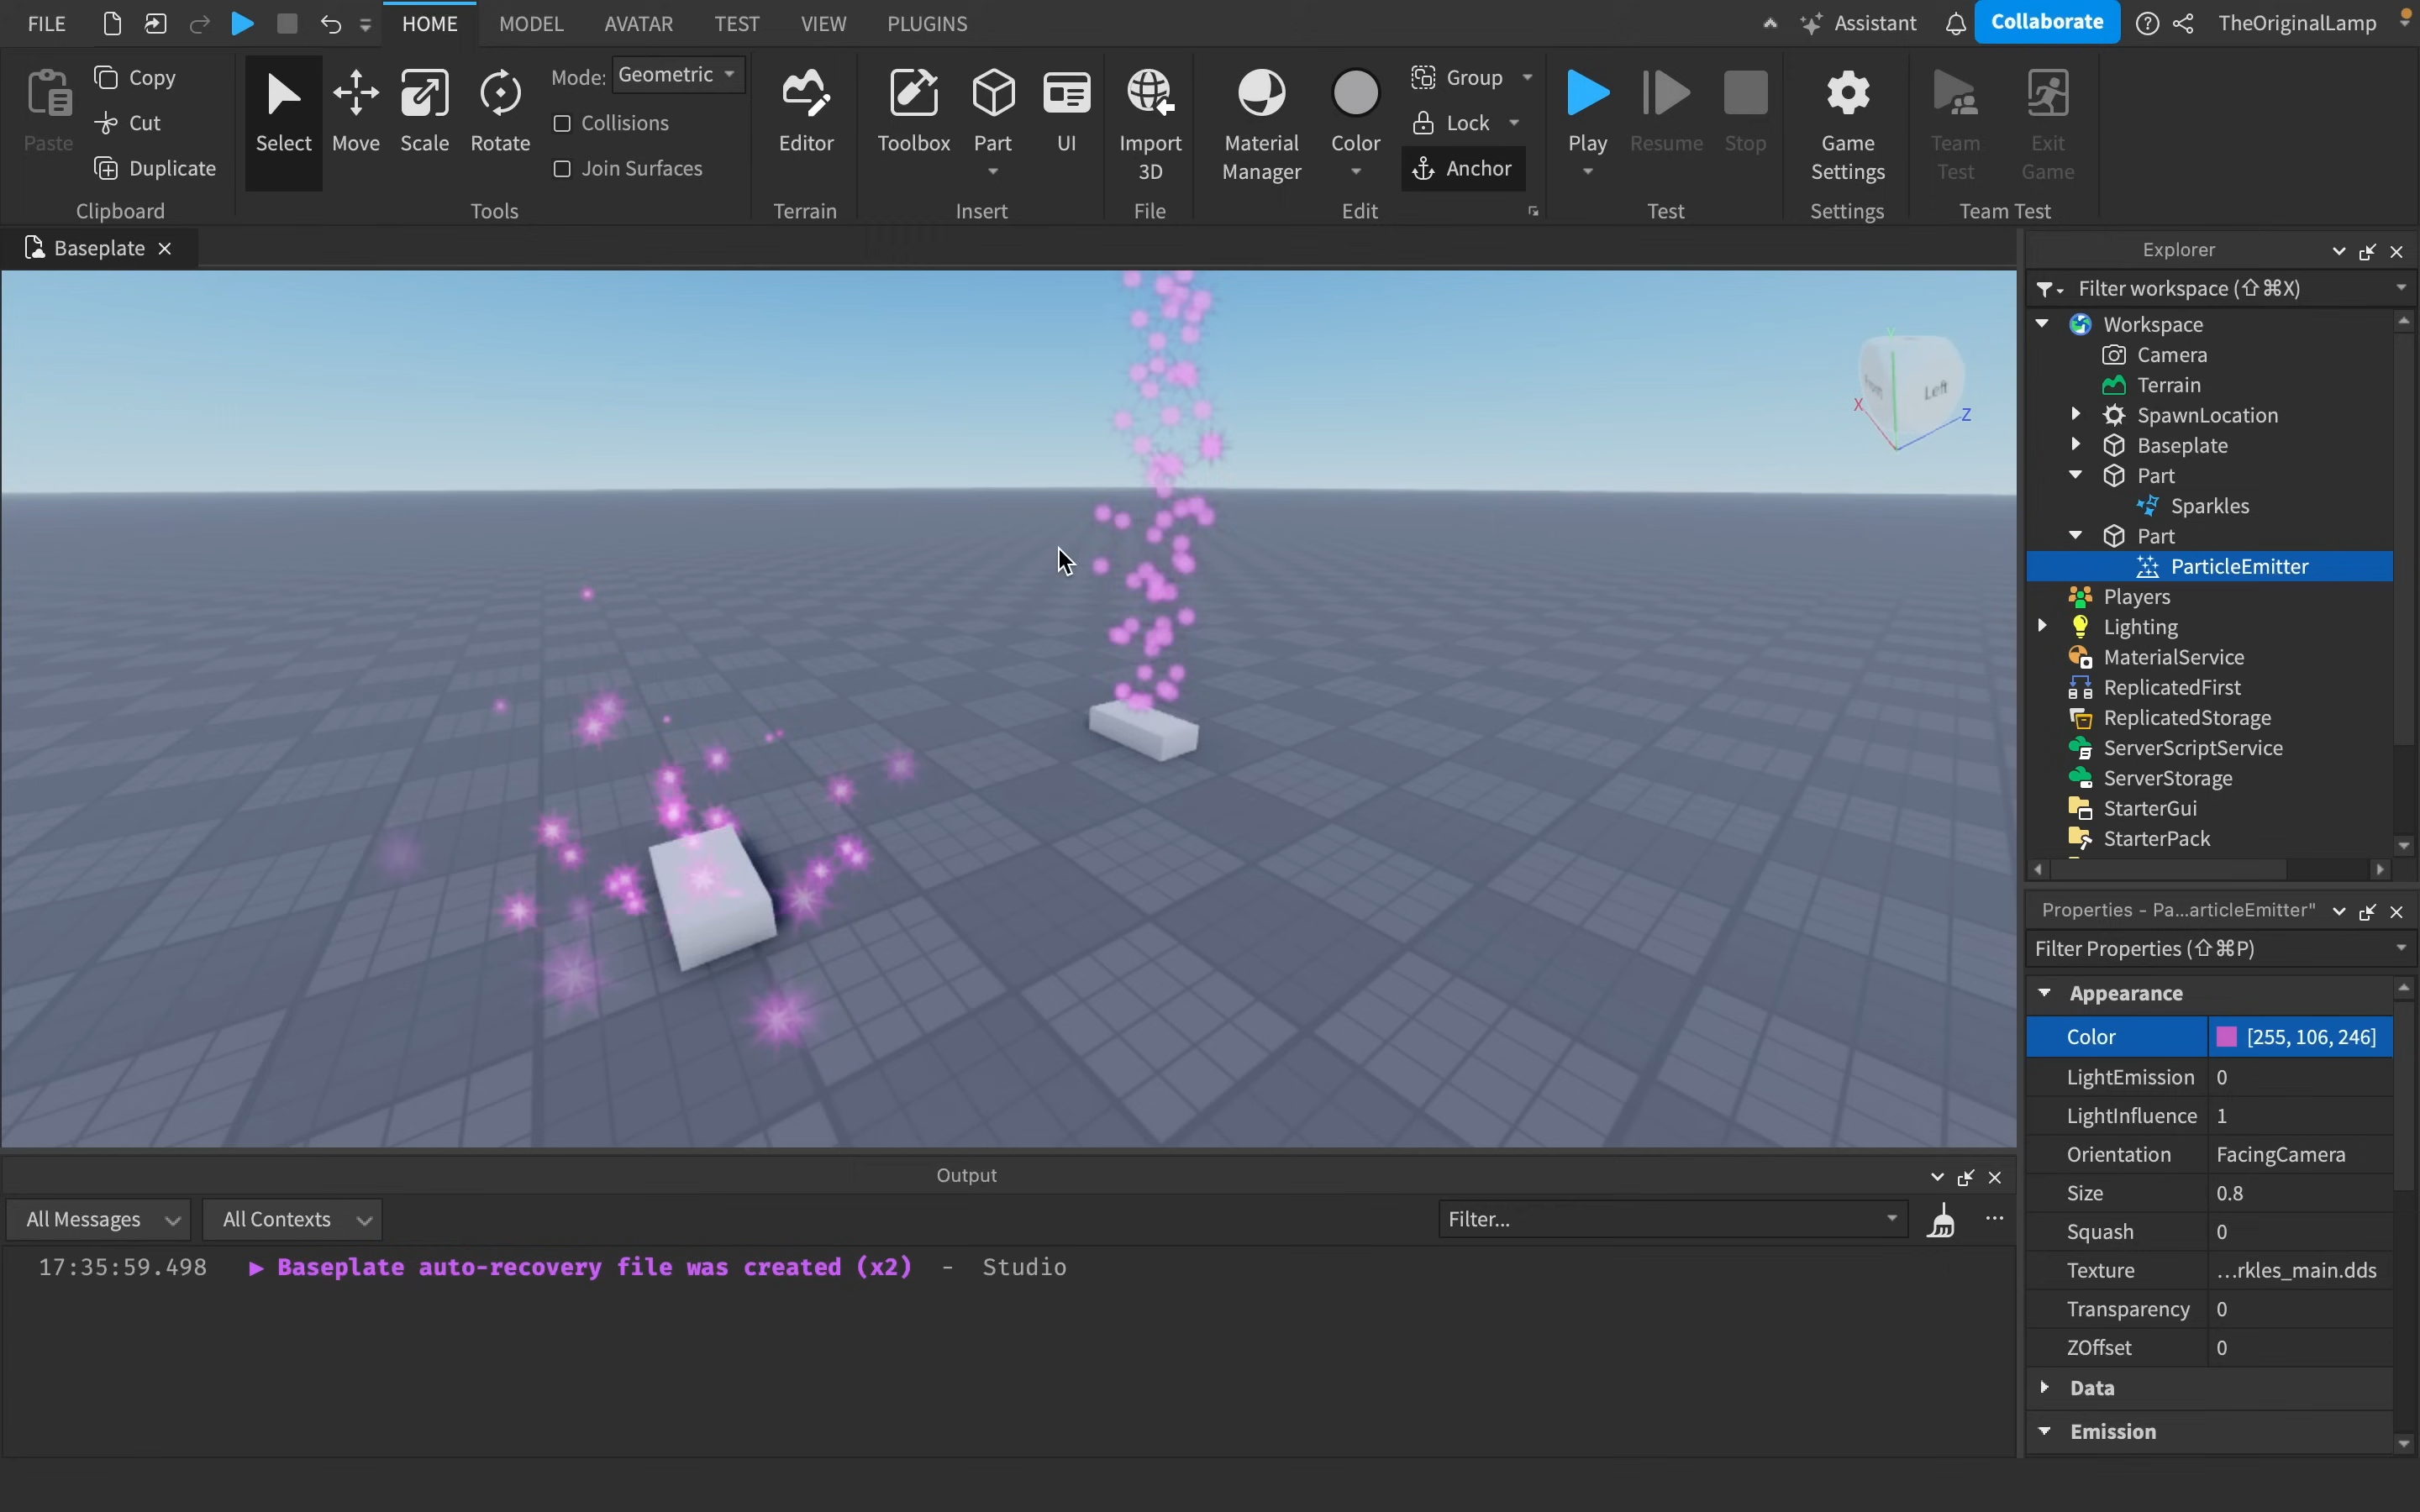 FILE HOME MODEL AVATAR TEST VIEW PLUGINS Assistant Collaborate TheOriginalLamp
Paste
Copy
Cut
Duplicate
Clipboard
Select Move Scale Rotate
Mode: Geometric
Collisions
Join Surfaces
Tools
Editor
Terrain
Toolbox Part UI
Insert
Import
3D
File
Material
Manager
Color
Group
Lock
Anchor
Edit
Play Resume Stop
Test
Game
Settings
Settings
Team
Test
Exit
Game
Team Test
Baseplate
Left
X
Z
Y
Explorer
Filter workspace (⇧⌘X)
Workspace
Camera
Terrain
SpawnLocation
Baseplate
Part
Sparkles
Part
ParticleEmitter
Players
Lighting
MaterialService
ReplicatedFirst
ReplicatedStorage
ServerScriptService
ServerStorage
StarterGui
StarterPack
Properties - Pa...articleEmitter"
Filter Properties (⇧⌘P)
Appearance
Color [255, 106, 246]
LightEmission 0
LightInfluence 1
Orientation FacingCamera
Size 0.8
Squash 0
Texture ...rkles_main.dds
Transparency 0
ZOffset 0
Data
Emission
Output
All Messages All Contexts Filter...
17:35:59.498 ▶ Baseplate auto-recovery file was created (x2) - Studio